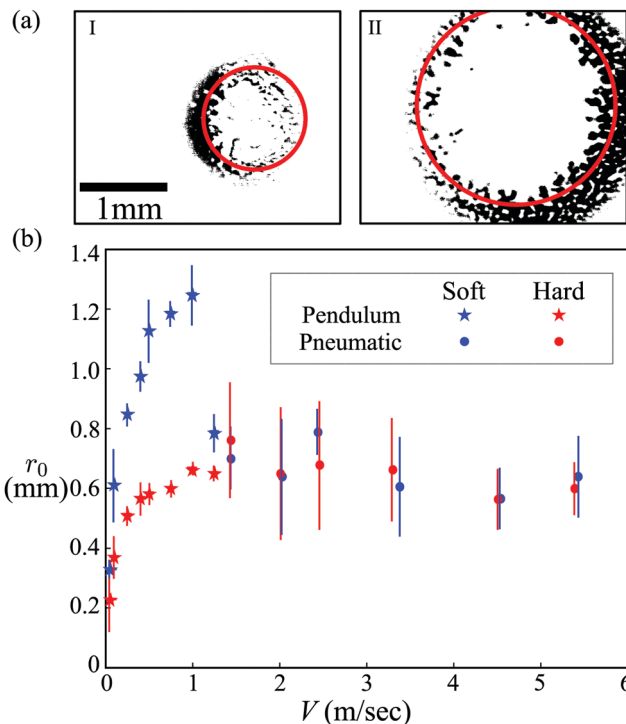 (a)
I
II
1mm
(b)
1.4
1.2
1.0
0.8
0.6
0.4
0.2
0
r₀
(mm)
Soft Hard
Pendulum
Pneumatic
0 1 2 3 4 5 6
V (m/sec)